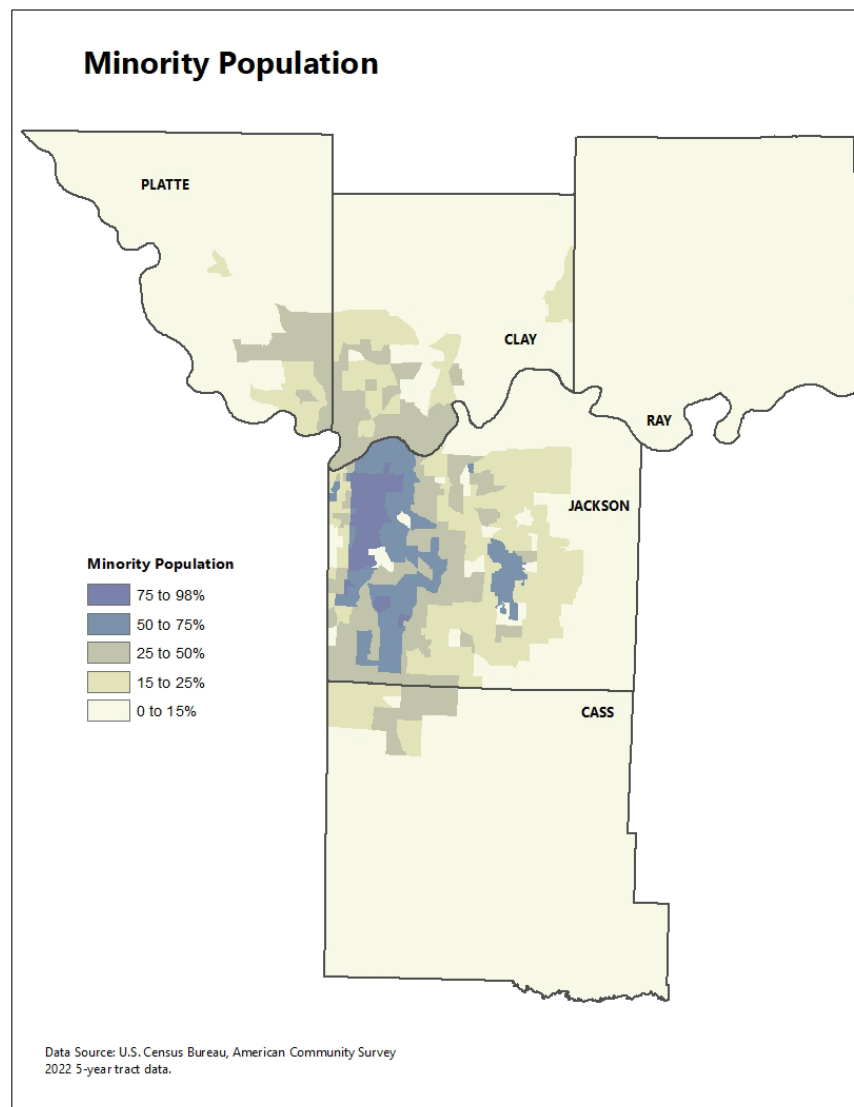 Minority Population
PLATTE
CLAY
RAY
JACKSON
Minority Population
75 to 98%
50 to 75%
25 to 50%
15 to 25%
0 to 15%
CASS
Data Source: U.S. Census Bureau, American Community Survey
2022 5-year tract data.